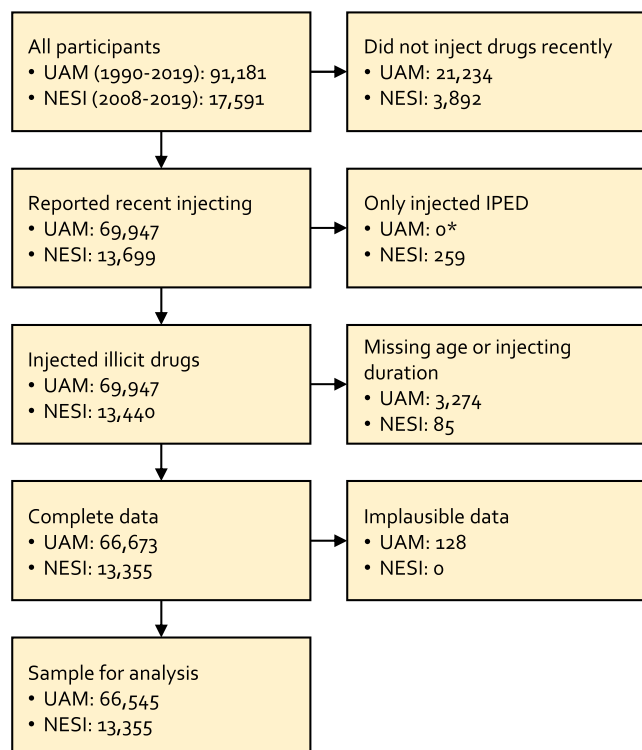 All participants
• UAM (1990-2019): 91,181
• NESI (2008-2019): 17,591
Did not inject drugs recently
• UAM: 21,234
• NESI: 3,892
Reported recent injecting
• UAM: 69,947
• NESI: 13,699
Only injected IPED
• UAM: 0*
• NESI: 259
Injected illicit drugs
• UAM: 69,947
• NESI: 13,440
Missing age or injecting
duration
• UAM: 3,274
• NESI: 85
Complete data
• UAM: 66,673
• NESI: 13,355
Implausible data
• UAM: 128
• NESI: 0
Sample for analysis
• UAM: 66,545
• NESI: 13,355